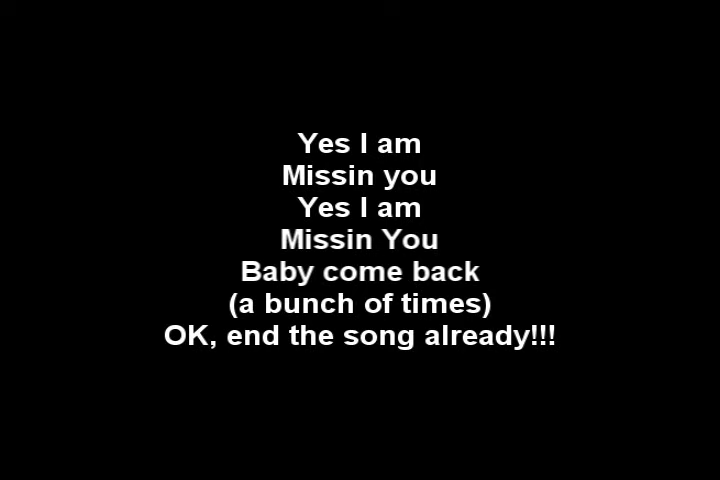 Yes I am
Missin you
Yes I am
Missin You
Baby come back
(a bunch of times)
OK, end the song already!!!